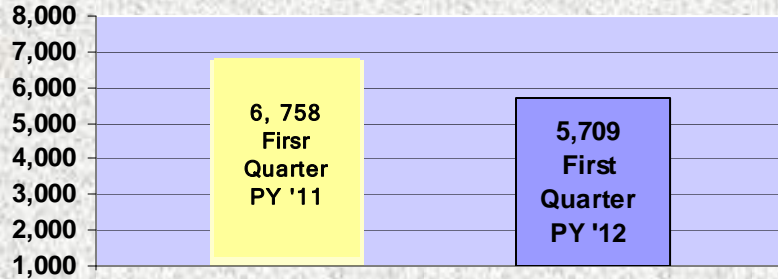 8,000
7,000
6,000
5,000
4,000
3,000
2,000
1,000
6, 758
Firsr
Quarter
PY '11
5,709
First
Quarter
PY '12